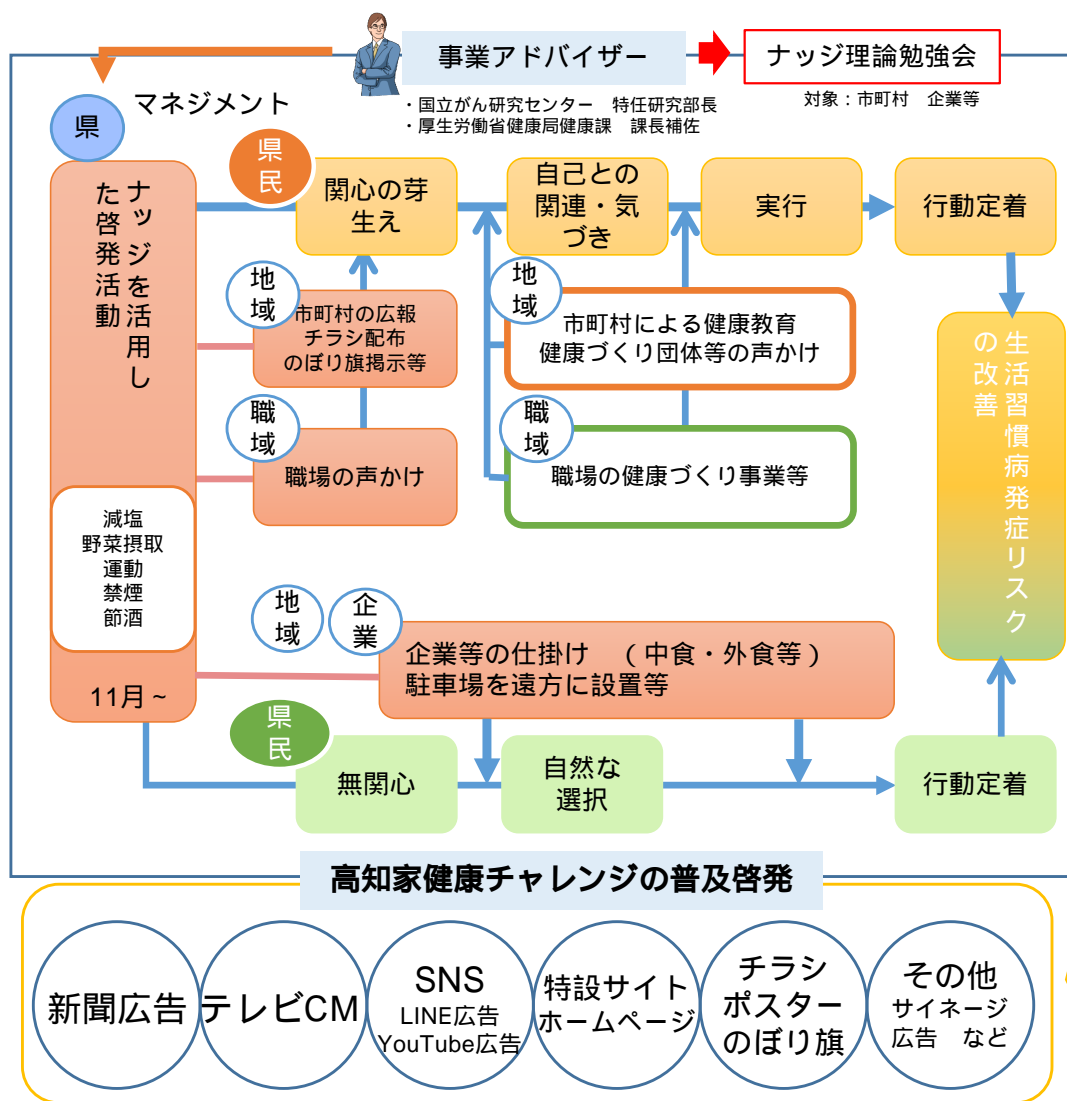 事業アドバイザー
ナッジ理論勉強会
・国立がん研究センター　特任研究部長
・厚生労働省健康局健康課　課長補佐
対象：市町村　企業等
マネジメント
県
ナッジを活用し
た啓発活動
減塩
野菜摂取
運動
禁煙
節酒
11月~
県
民
関心の芽
生え
自己との
関連・気
づき
実行
行動定着
地
域
市町村の広報
チラシ配布
のぼり旗掲示等
地
域
市町村による健康教育
健康づくり団体等の声かけ
職
域
職場の声かけ
職
域
職場の健康づくり事業等
生活習慣病発症リスク
の改善
地
域
企
業
企業等の仕掛け　（中食・外食等）
駐車場を遠方に設置等
県
民
無関心
自然な
選択
行動定着
高知家健康チャレンジの普及啓発
新聞広告
テレビCM
SNS
LINE広告
YouTube広告
特設サイト
ホームページ
チラシ
ポスター
のぼり旗
その他
サイネージ
広告　など